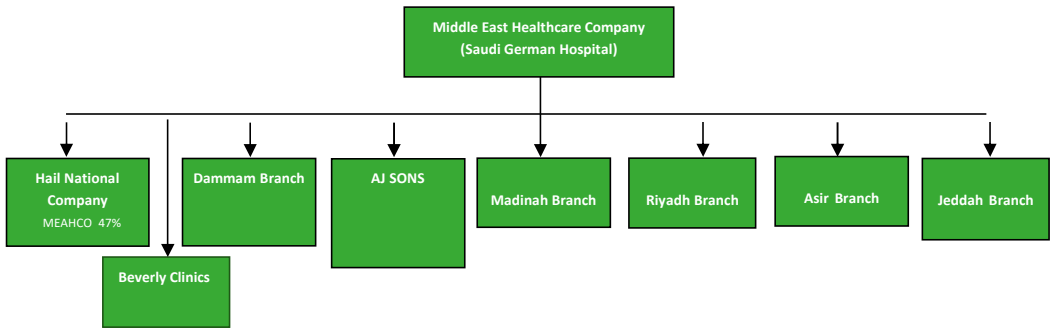 Middle East Healthcare Company
(Saudi German Hospital)
Hail National
Company
MEAHCO 47%
Dammam Branch
AJ SONS
Madinah Branch
Riyadh Branch
Asir Branch
Jeddah Branch
Beverly Clinics